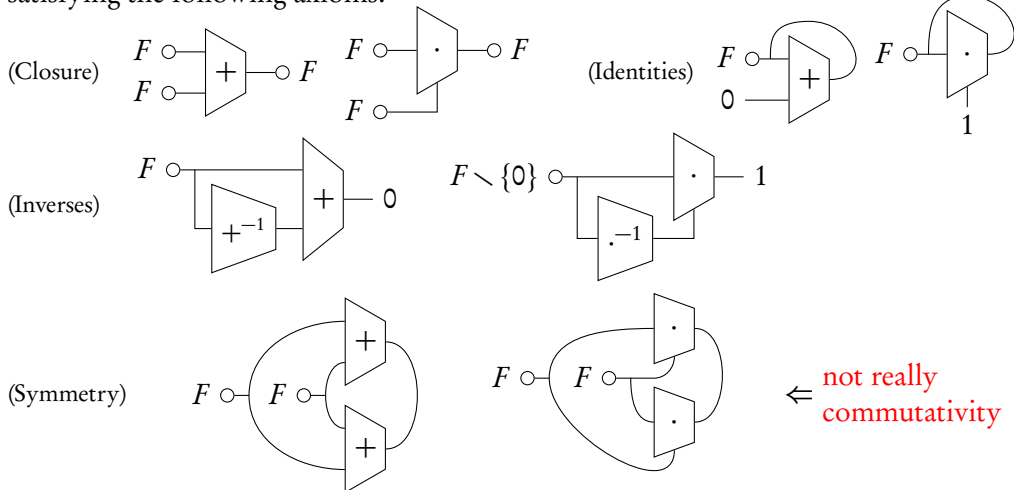 satisfying the following axioms:
(Closure) F F + F F F · F (Identities) F 0 + F · 1
(Inverses) F +⁻¹ + 0 F ∖ {0} ·⁻¹ · 1
(Symmetry) F F + + F F · · ⇐ not really
commutativity